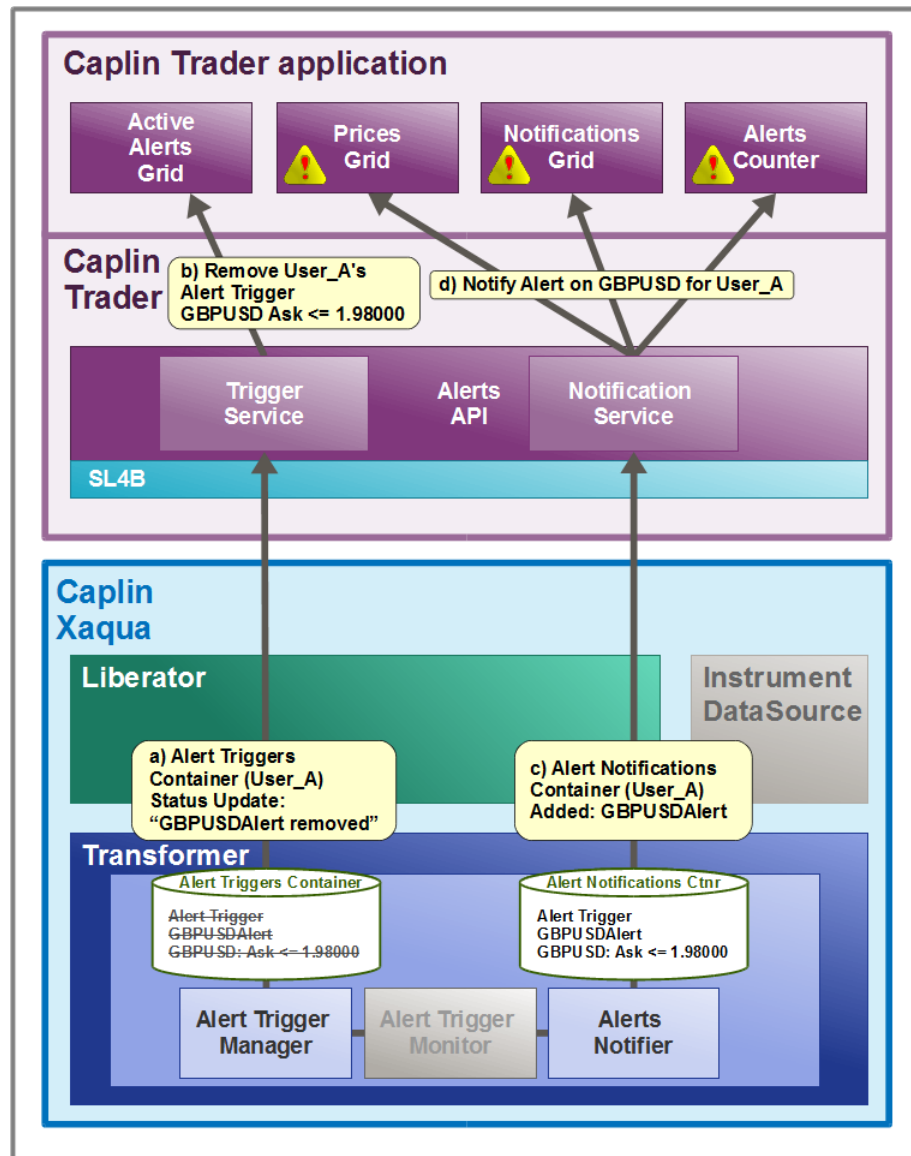 Caplin Trader application
Active
Alerts
Grid
Prices
Grid
Notifications
Grid
Alerts
Counter
Caplin
Trader
b) Remove User_A's
Alert Trigger
GBPUSD Ask <= 1.98000
d) Notify Alert on GBPUSD for User_A
Trigger
Service
Alerts
API
Notification
Service
SL4B
Caplin
Xaqua
Liberator
Instrument
DataSource
a) Alert Triggers
Container (User_A)
Status Update:
“GBPUSDAlert removed”
c) Alert Notifications
Container (User_A)
Added: GBPUSDAlert
Transformer
Alert Triggers Container
Alert Trigger
GBPUSDAlert
GBPUSD: Ask <= 1.98000
Alert Notifications Ctnr
Alert Trigger
GBPUSDAlert
GBPUSD: Ask <= 1.98000
Alert Trigger
Manager
Alert Trigger
Monitor
Alerts
Notifier